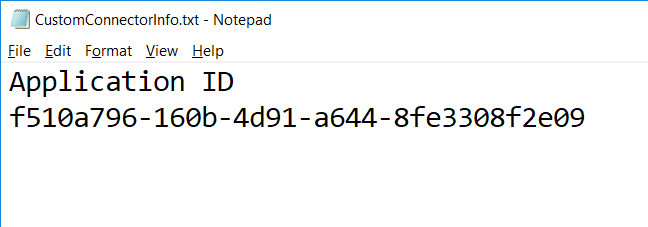 CustomConnectorInfo.txt - Notepad
File Edit Format View Help
Application ID
f510a796-160b-4d91-a644-8fe3308f2e09